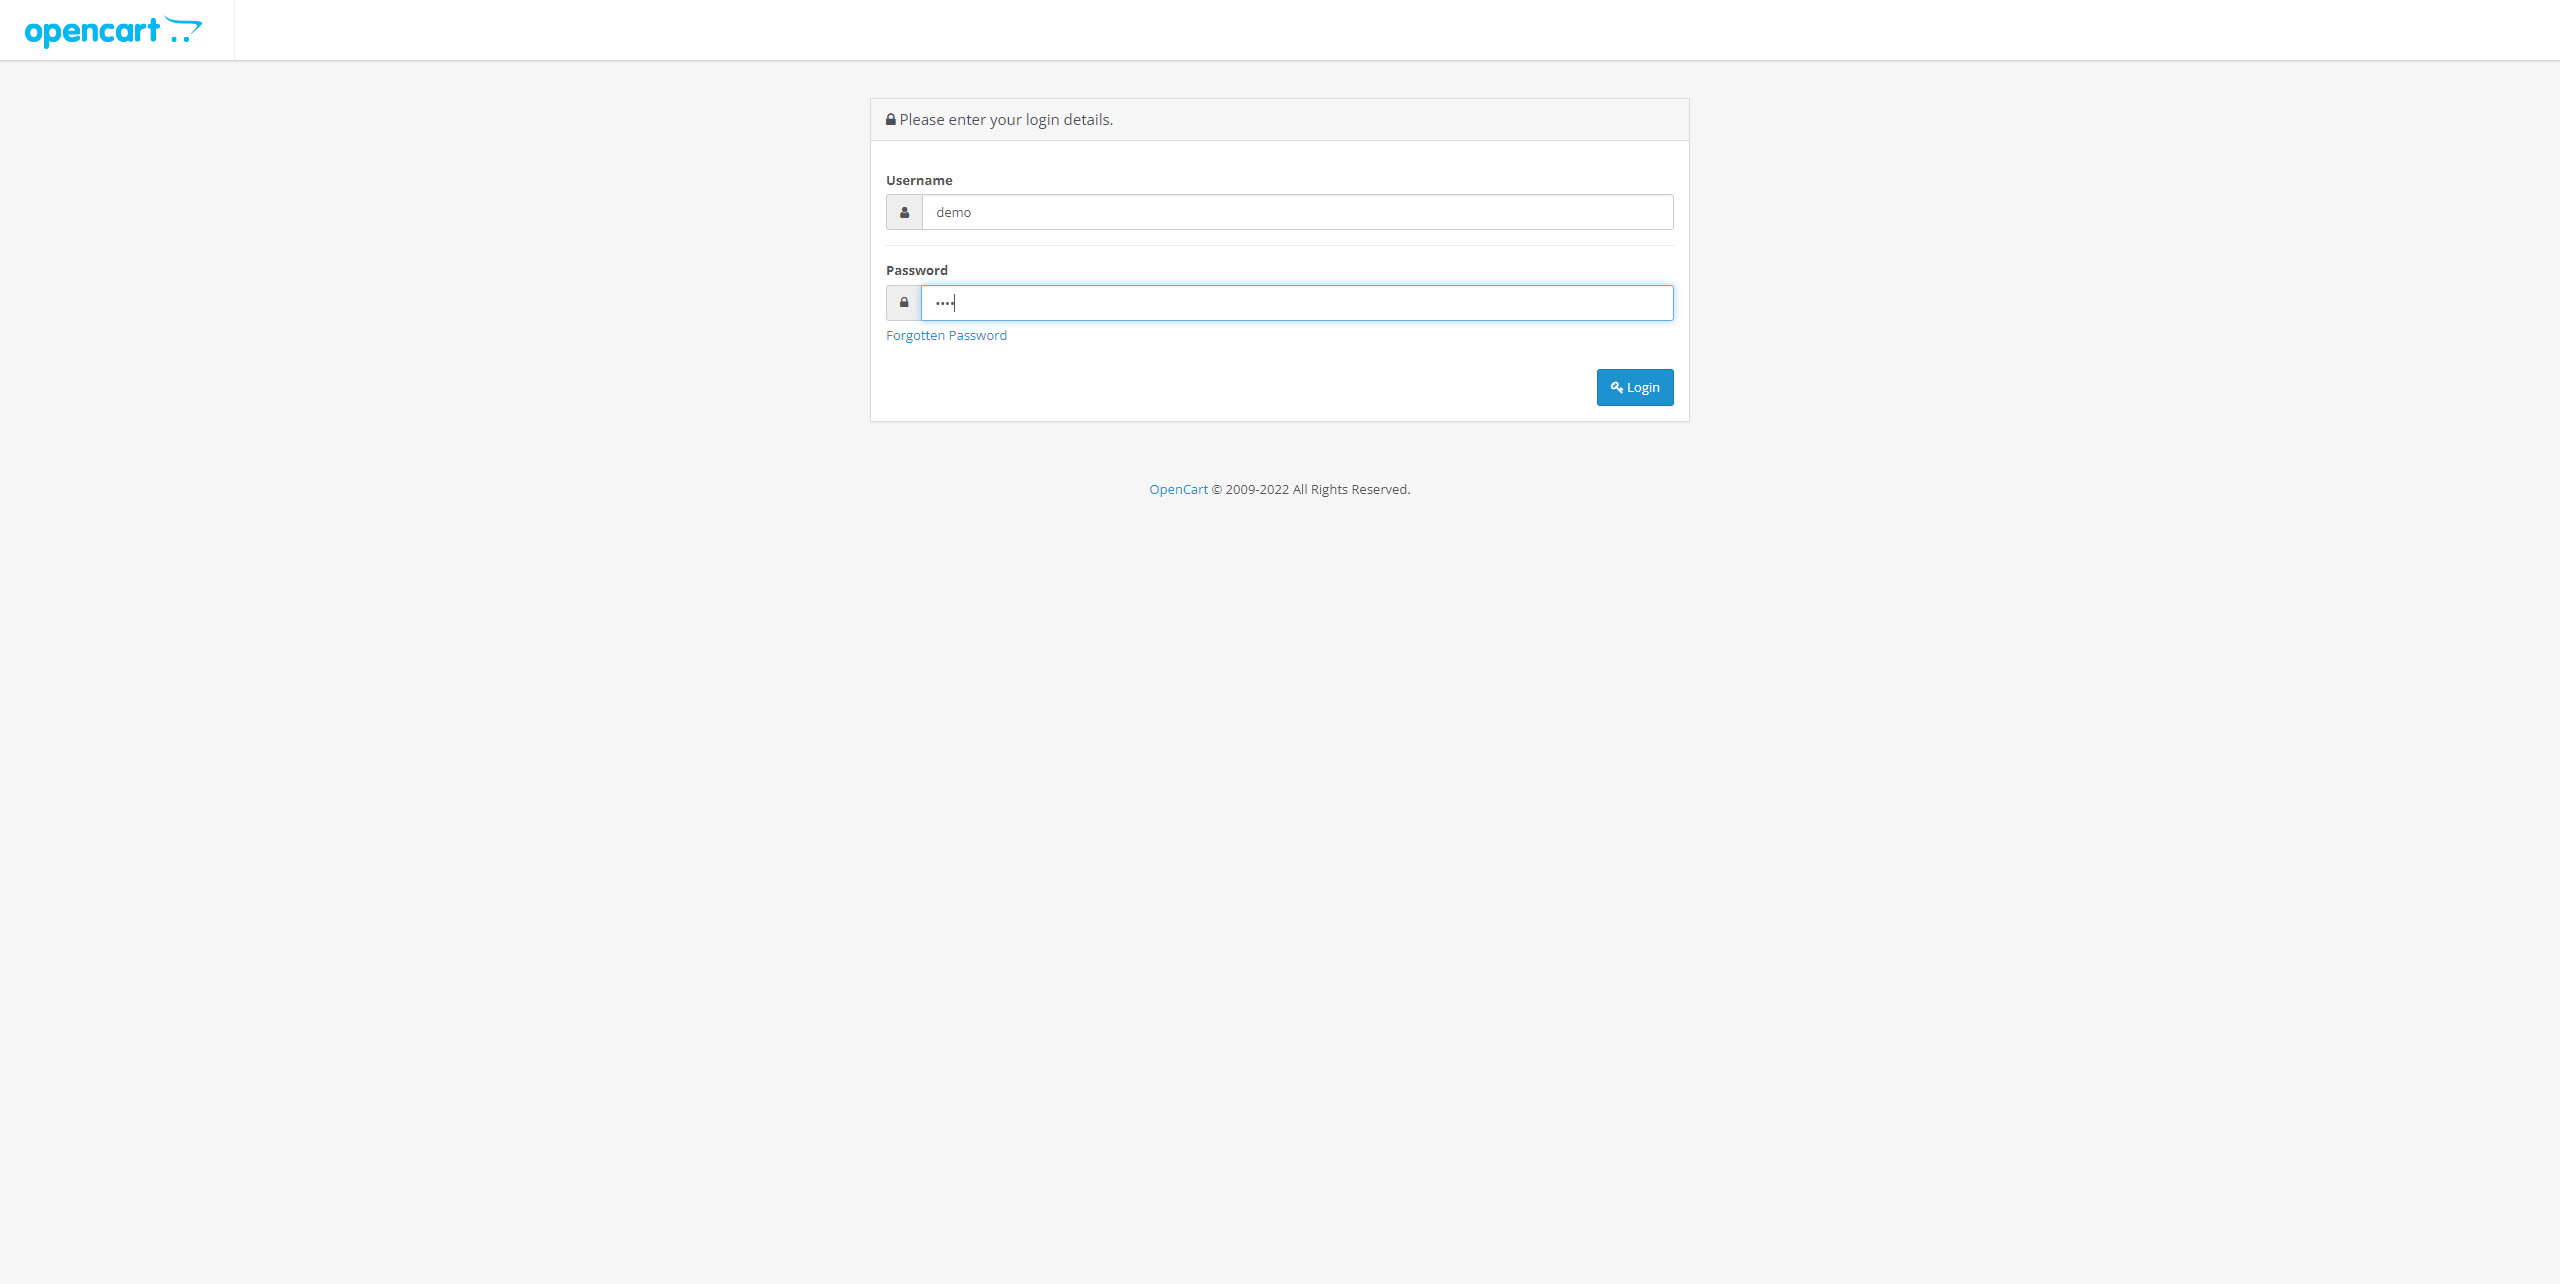 opencart
Please enter your login details.
Username
demo
Password
••••
Forgotten Password
Login
OpenCart © 2009-2022 All Rights Reserved.